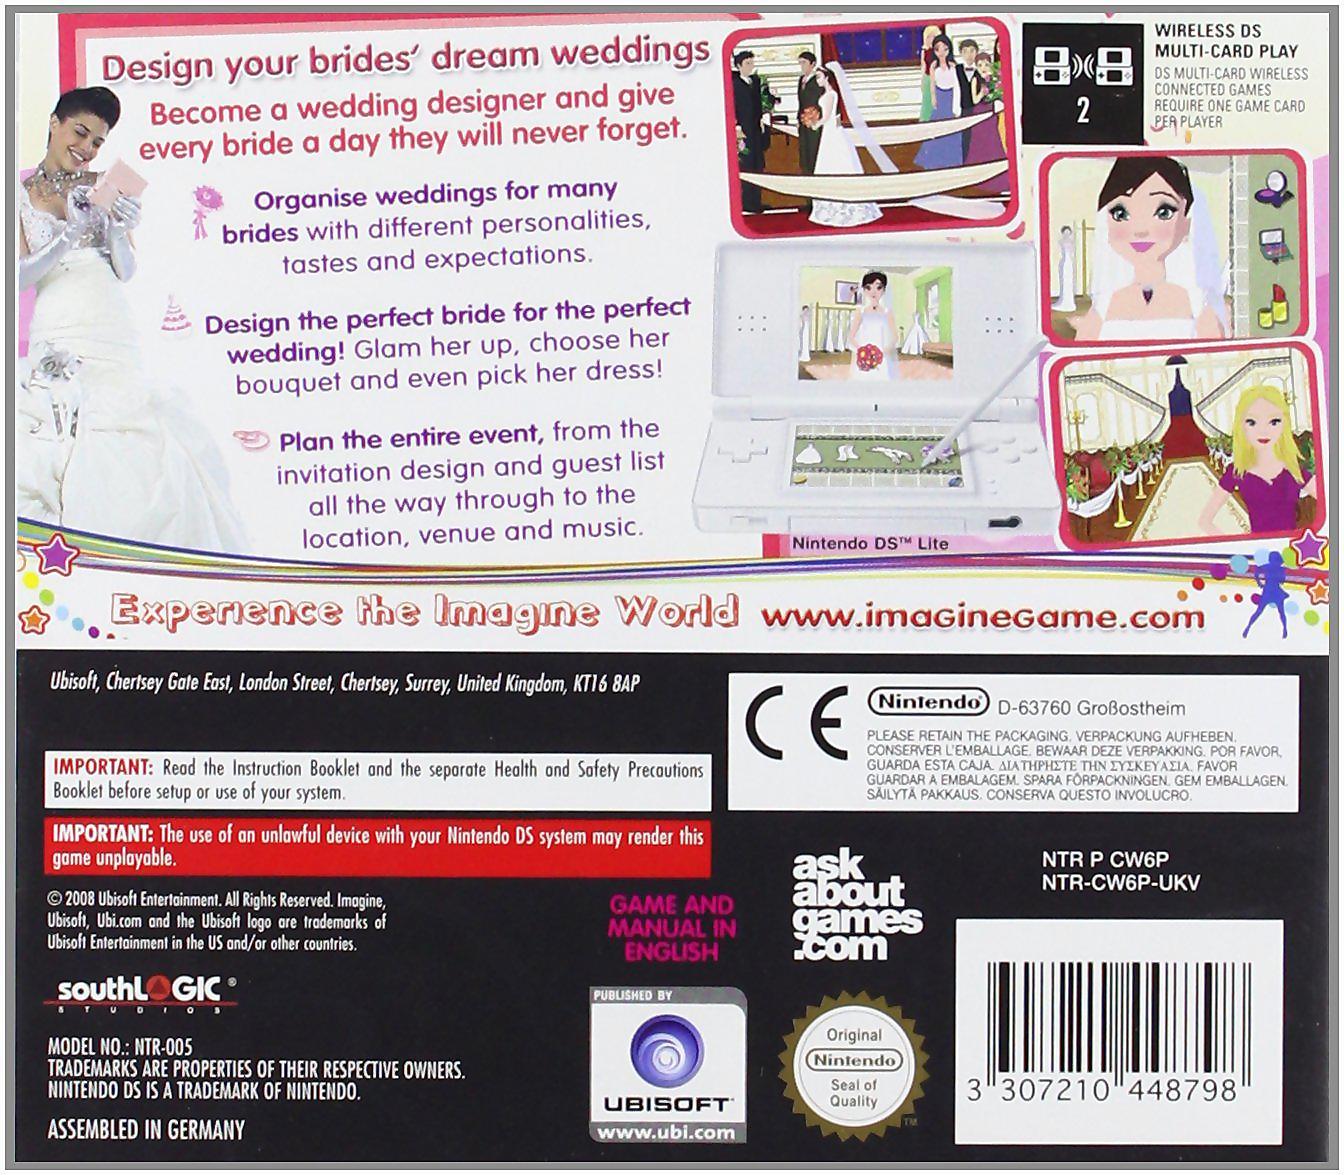 Design your brides' dream weddings
Become a wedding designer and give
every bride a day they will never forget.
Organise weddings for many
brides with different personalities,
tastes and expectations.
Design the perfect bride for the perfect
wedding! Glam her up, choose her
bouquet and even pick her dress!
Plan the entire event, from the
invitation design and guest list
all the way through to the
location, venue and music.
WIRELESS DS
MULTI-CARD PLAY
DS MULTI-CARD WIRELESS
CONNECTED GAMES
REQUIRE ONE GAME CARD
PER PLAYER
2
Nintendo DS™ Lite
Experience the Imagine World www.imaginegame.com
Ubisoft, Chertsey Gate East, London Street, Chertsey, Surrey, United Kingdom, KT16 8AP
IMPORTANT: Read the Instruction Booklet and the separate Health and Safety Precautions
Booklet before setup or use of your system.
IMPORTANT: The use of an unlawful device with your Nintendo DS system may render this
game unplayable.
© 2008 Ubisoft Entertainment. All Rights Reserved. Imagine,
Ubisoft, Ubi.com and the Ubisoft logo are trademarks of
Ubisoft Entertainment in the US and/or other countries.
southLOGIC ®
STUDIOS
MODEL NO.: NTR-005
TRADEMARKS ARE PROPERTIES OF THEIR RESPECTIVE OWNERS.
NINTENDO DS IS A TRADEMARK OF NINTENDO.
ASSEMBLED IN GERMANY
GAME AND
MANUAL IN
ENGLISH
PUBLISHED BY
UBISOFT
www.ubi.com
CE
Nintendo® D-63760 Großostheim
PLEASE RETAIN THE PACKAGING. VERPACKUNG AUFHEBEN.
CONSERVER L'EMBALLAGE. BEWAAR DEZE VERPAKKING. POR FAVOR,
GUARDA ESTA CAJA. ΔΙΑΤΗΡΗΣΤΕ ΤΗΝ ΣΥΣΚΕΥΑΣΙΑ. FAVOR
GUARDAR A EMBALAGEM. SPARA FÖRPACKNINGEN. GEM EMBALLAGEN.
SÄILYTÄ PAKKAUS. CONSERVA QUESTO INVOLUCRO.
ask
about
games
.com
Original
Nintendo
Seal of
Quality
TM
NTR P CW6P
NTR-CW6P-UKV
3 307210 448798